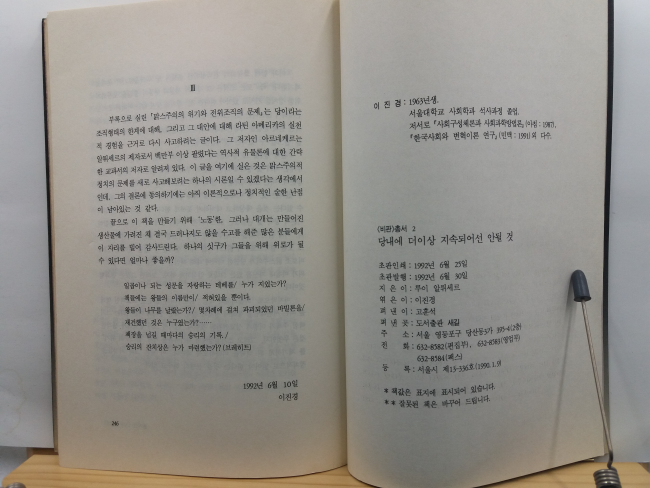 Ⅲ
부록으로 실린 「맑스주의의 위기와 전위조직의 문제」는 당이라는
조직형태의 한계에 대해, 그리고 그 대안에 대해 라틴 아메리카의 실천
적 경험을 근거로 다시 사고하려는 글이다. 그 저자인 아르네케르는
알뛰세르의 제자로서 백만부 이상 팔렸다는 역사적 유물론에 대한 간략
한 교과서의 저자로 알려져 있다. 이 글을 여기에 실은 것은 맑스주의적
정치의 문제를 새로 사고해보려는 하나의 시론일 수 있겠다는 생각에서
인데, 그의 결론에 동의하기에는 아직 이론적으로나 정치적인 숱한 난점
이 남아있는 것 같다.
끝으로 이 책을 만들기 위해 '노동'한, 그러나 대개는 만들어진
생산물에 가려진 채 결국 드러나지도 않을 수고를 해준 많은 분들에게
이 자리를 빌어 감사드린다. 하나의 싯구가 그들을 위해 위로가 될
수 있다면 얼마나 좋을까?
일곱이나 되는 성문을 자랑하는 테베를/ 누가 지었는가?
책들에는 왕들의 이름만이/ 적혀있을 뿐이다.
왕들이 나무를 날랐는가?/ 몇차례에 걸쳐 파괴되었던 바빌론을/
재건했던 것은 누구였는가?……
책장을 넘길 때마다의 승리의 기록,/
승리의 잔칫상은 누가 마련했는가? (브레히트)
1992년 6월 10일
이진경
246
이 진 경 : 1963년생.
서울대학교 사회학과 석사과정 졸업.
저서로 『사회구성체론과 사회과학방법론』(아침 : 1987),
『한국사회와 변혁이론 연구』(민맥 : 1991)외 다수.
〈비판〉총서 2
당내에 더이상 지속되어선 안될 것
초판인쇄 : 1992년 6월 25일
초판발행 : 1992년 6월 30일
지 은 이 : 루이 알뛰세르
엮 은 이 : 이진경
펴 낸 이 : 고훈석
펴 낸 곳 : 도서출판 새길
주 소 : 서울 영등포구 당산동5가 395-4(2층)
전 화 : 632-8582(편집부), 632-8583(영업부)
632-8584(팩스)
등 록 : 서울시 제13-336호(1990. 1. 9)
* 책값은 표지에 표시되어 있습니다.
** 잘못된 책은 바꾸어 드립니다.